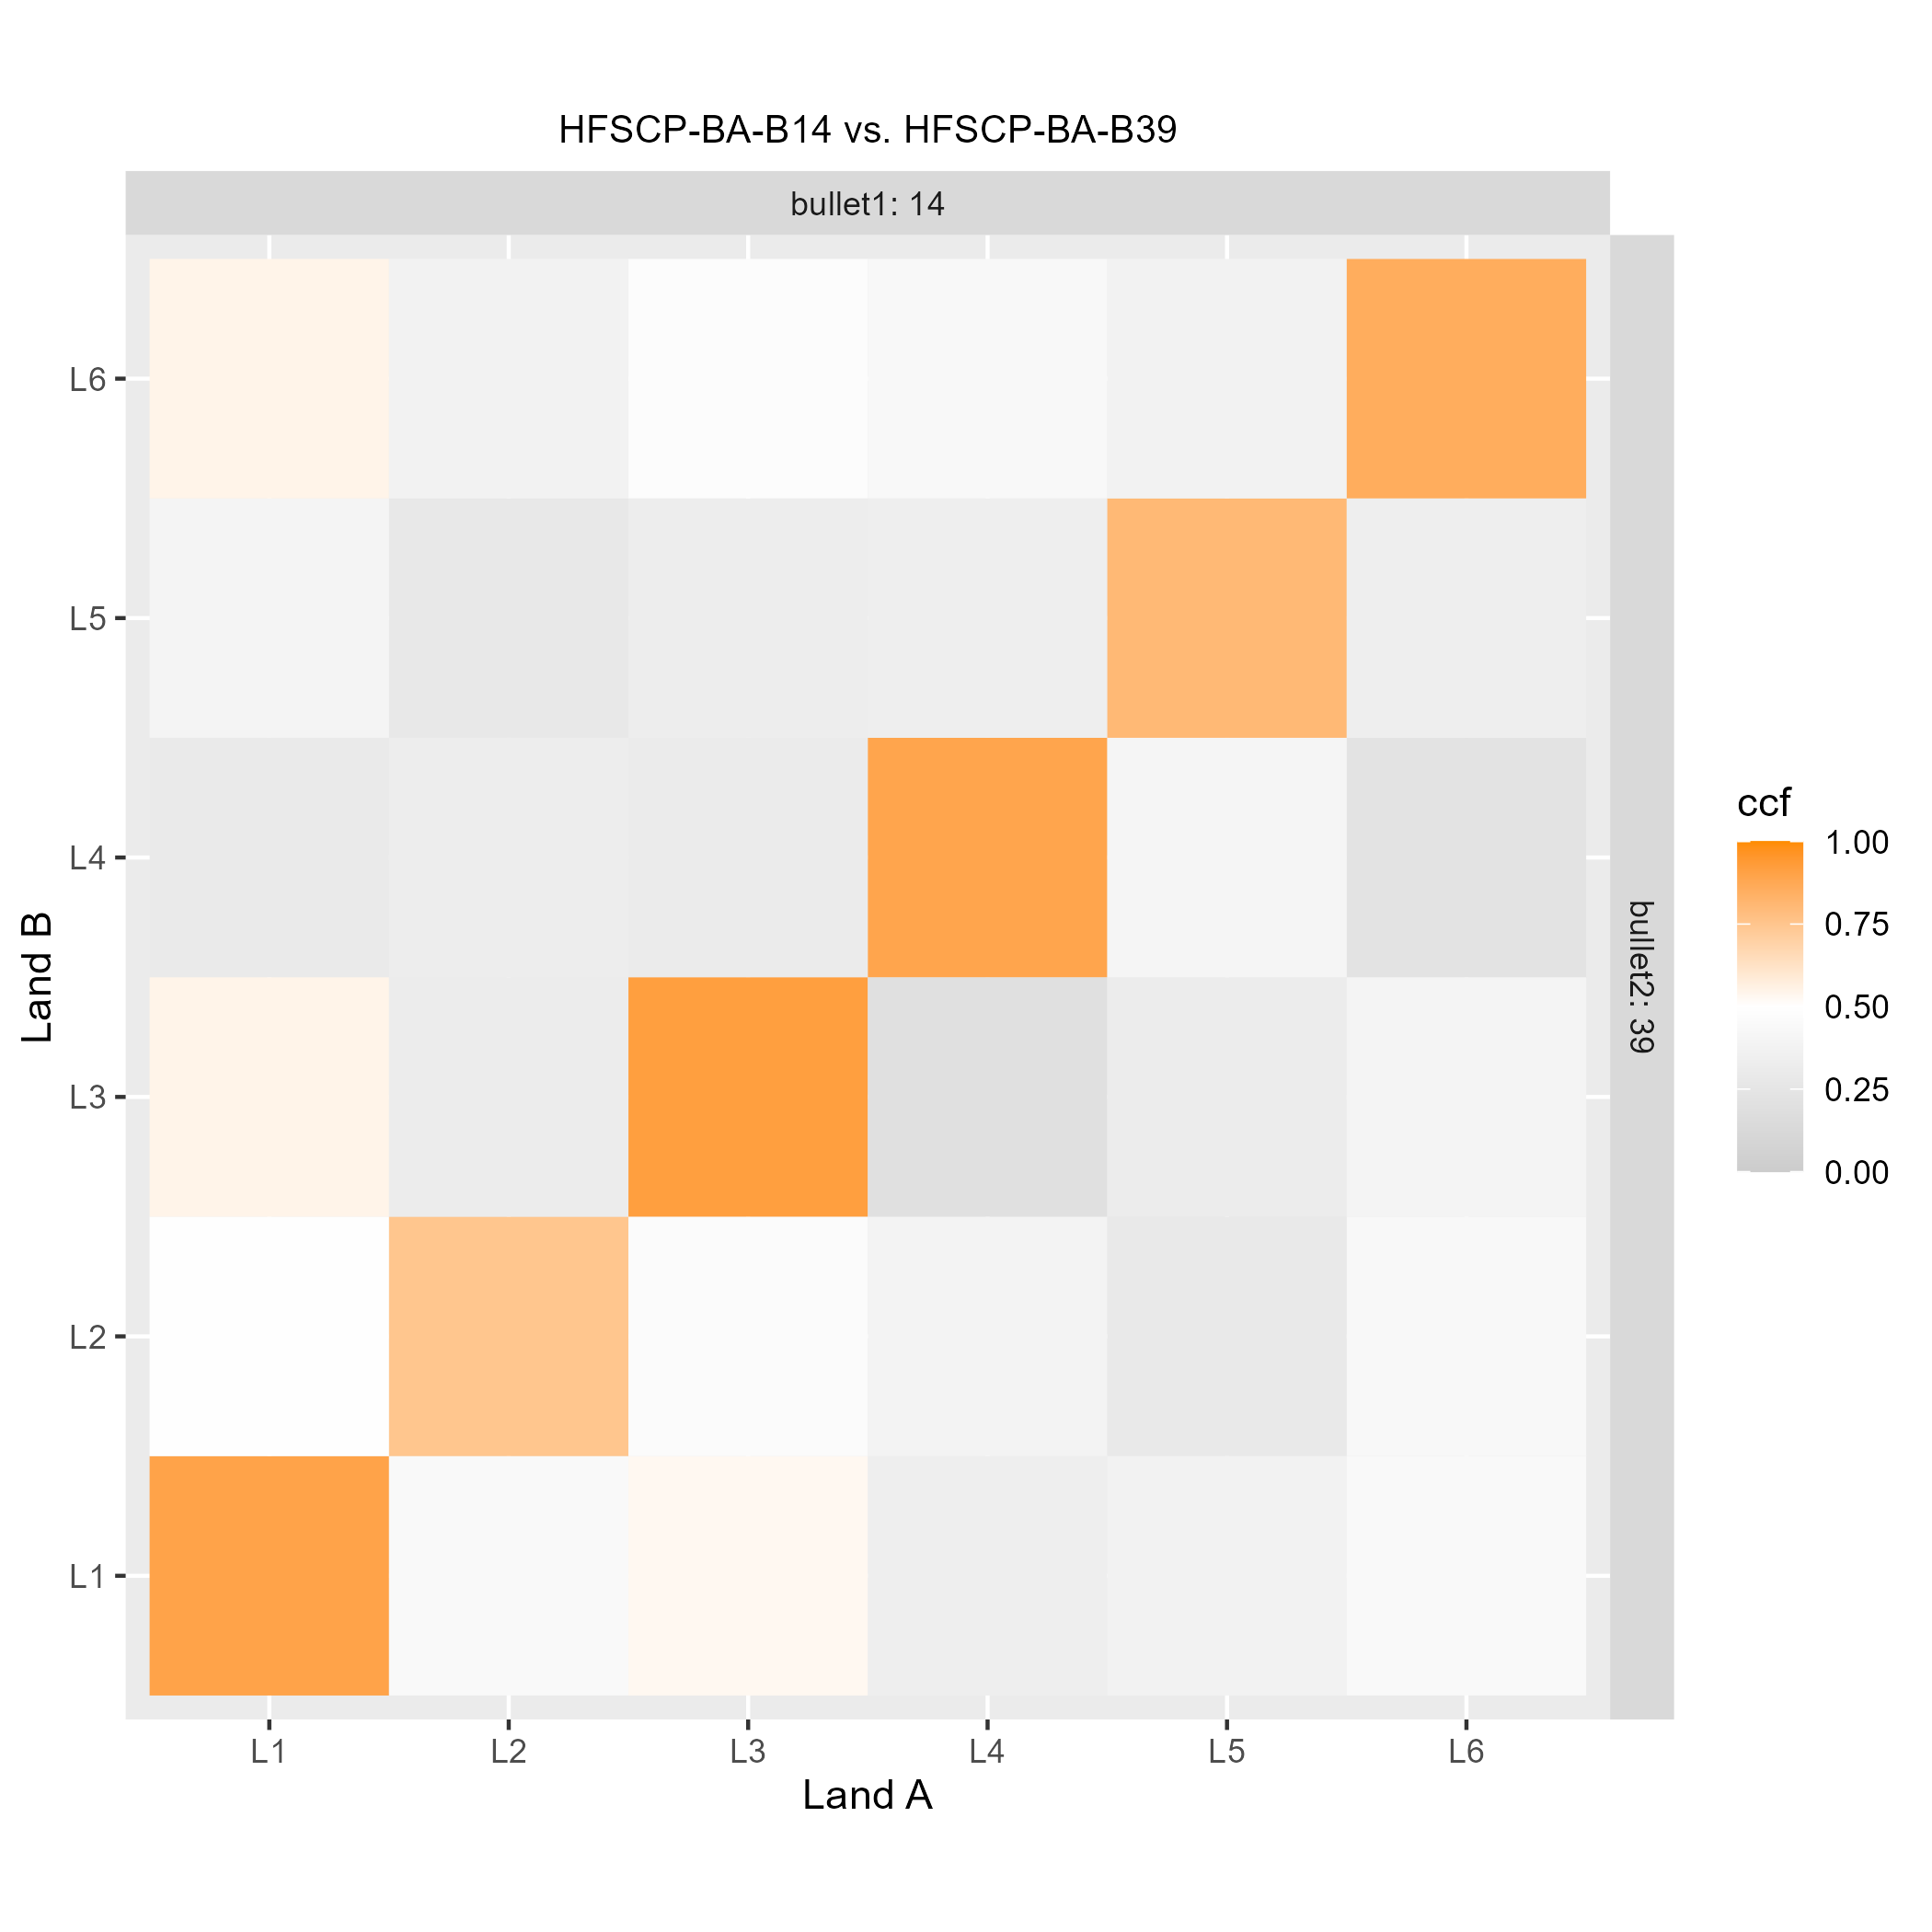 HFSCP-BA-B14 vs. HFSCP-BA-B39
bullet1: 14
L6
L5
L4
L3
L2
L1
Land B
bullet2: 39
ccf
1.00
0.75
0.50
0.25
0.00
L1 L2 L3 L4 L5 L6
Land A